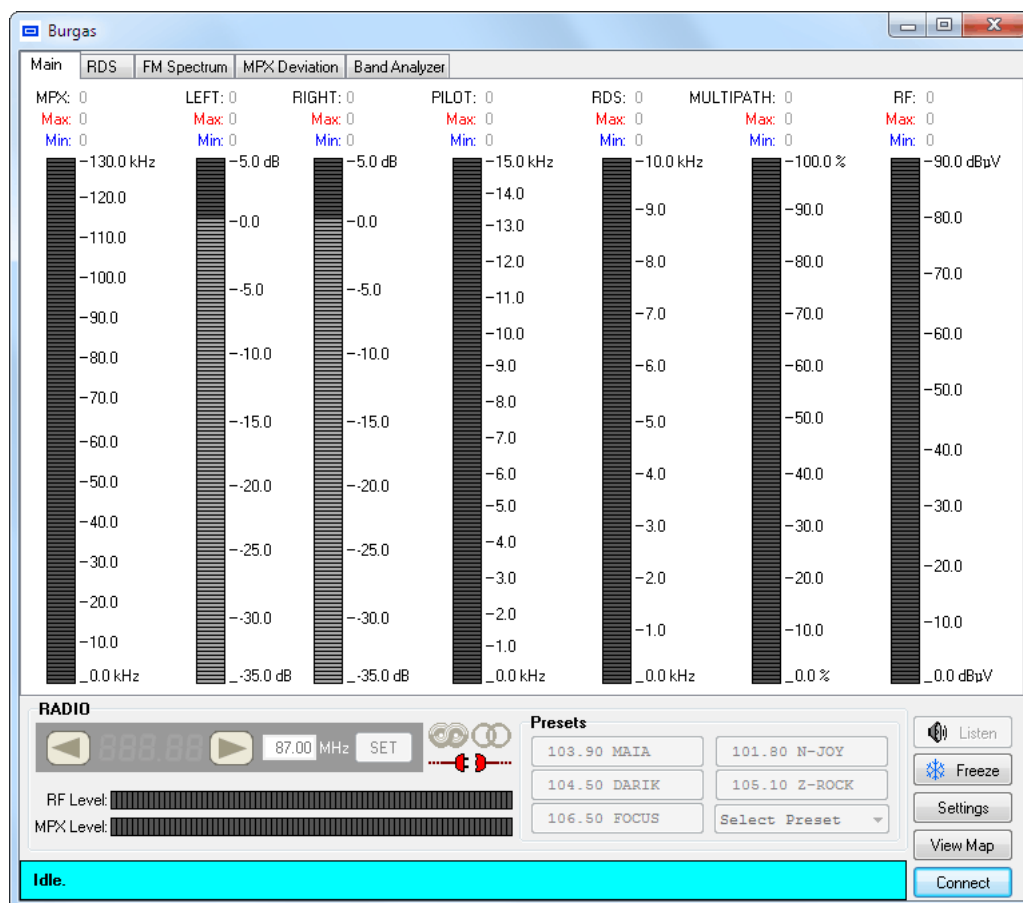 Burgas
Main RDS FM Spectrum MPX Deviation Band Analyzer
MPX: 0 LEFT: 0 RIGHT: 0 PILOT: 0 RDS: 0 MULTIPATH: 0 RF: 0
Max: 0 Max: 0 Max: 0 Max: 0 Max: 0 Max: 0 Max: 0
Min: 0 Min: 0 Min: 0 Min: 0 Min: 0 Min: 0 Min: 0
130.0 kHz
120.0
110.0
100.0
90.0
80.0
70.0
60.0
50.0
40.0
30.0
20.0
10.0
0.0 kHz
5.0 dB
0.0
-5.0
-10.0
-15.0
-20.0
-25.0
-30.0
-35.0 dB
5.0 dB
0.0
-5.0
-10.0
-15.0
-20.0
-25.0
-30.0
-35.0 dB
15.0 kHz
14.0
13.0
12.0
11.0
10.0
9.0
8.0
7.0
6.0
5.0
4.0
3.0
2.0
1.0
0.0 kHz
10.0 kHz
9.0
8.0
7.0
6.0
5.0
4.0
3.0
2.0
1.0
0.0 kHz
100.0 %
90.0
80.0
70.0
60.0
50.0
40.0
30.0
20.0
10.0
0.0 %
90.0 dBµV
80.0
70.0
60.0
50.0
40.0
30.0
20.0
10.0
0.0 dBµV
RADIO
888.88
87.00 MHz SET
RF Level:
MPX Level:
Presets
103.90 MAIA 101.80 N-JOY
104.50 DARIK 105.10 Z-ROCK
106.50 FOCUS Select Preset
Listen
Freeze
Settings
View Map
Connect
Idle.